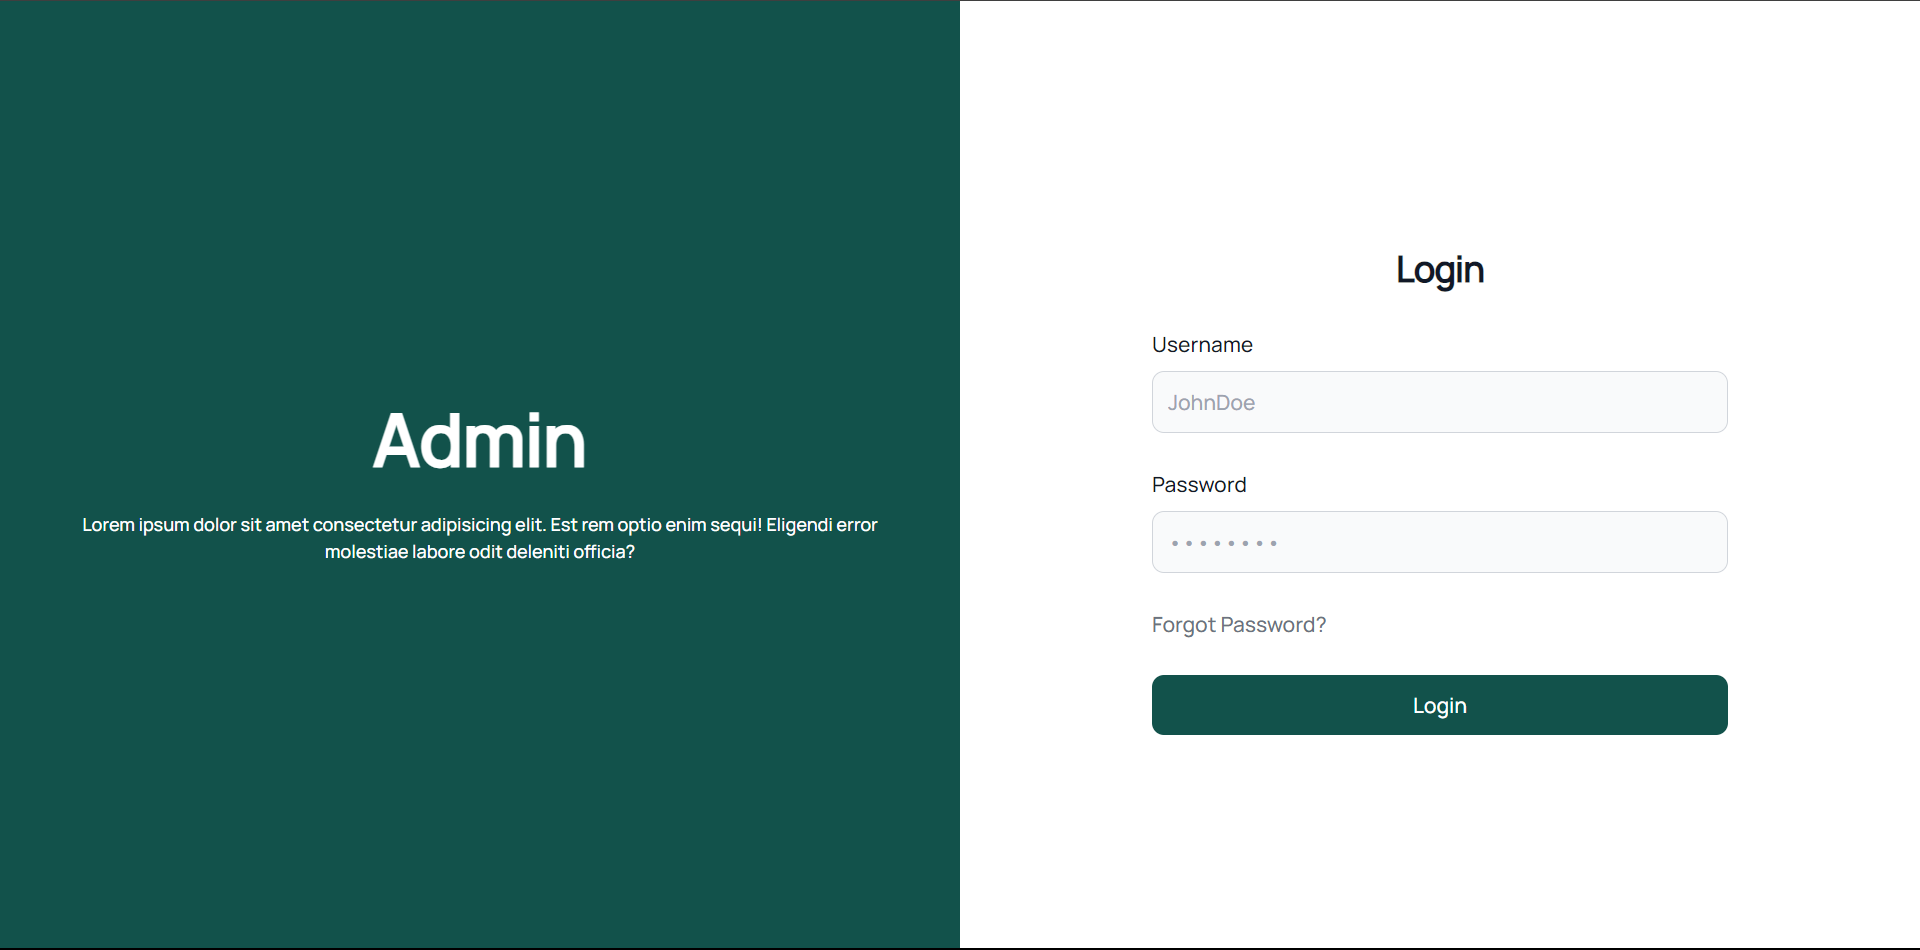 Admin
Lorem ipsum dolor sit amet consectetur adipisicing elit. Est rem optio enim sequi! Eligendi error
molestiae labore odit deleniti officia?
Login
Username
JohnDoe
Password
••••••••
Forgot Password?
Login